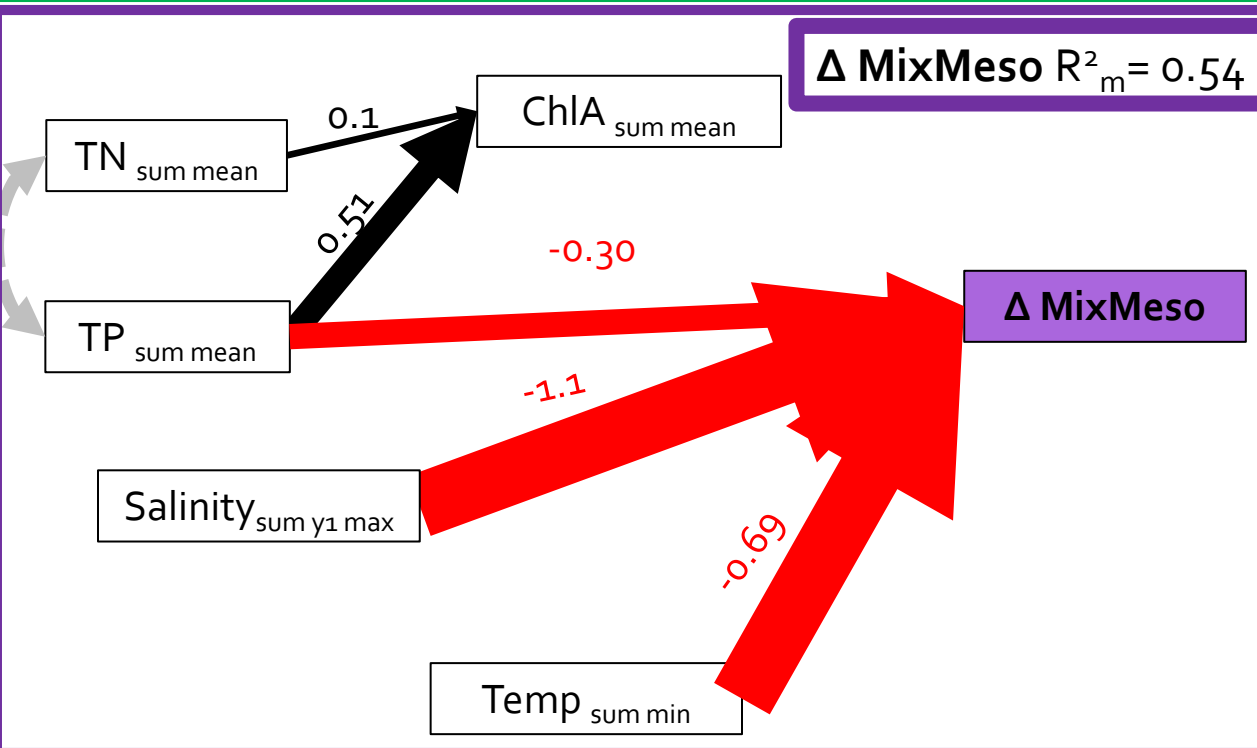 Δ MixMeso R²m= 0.54
ChlA sum mean
0.1
TN sum mean
0.51
-0.30
Δ MixMeso
TP sum mean
-1.1
Salinity sum y1 max
-0.69
Temp sum min